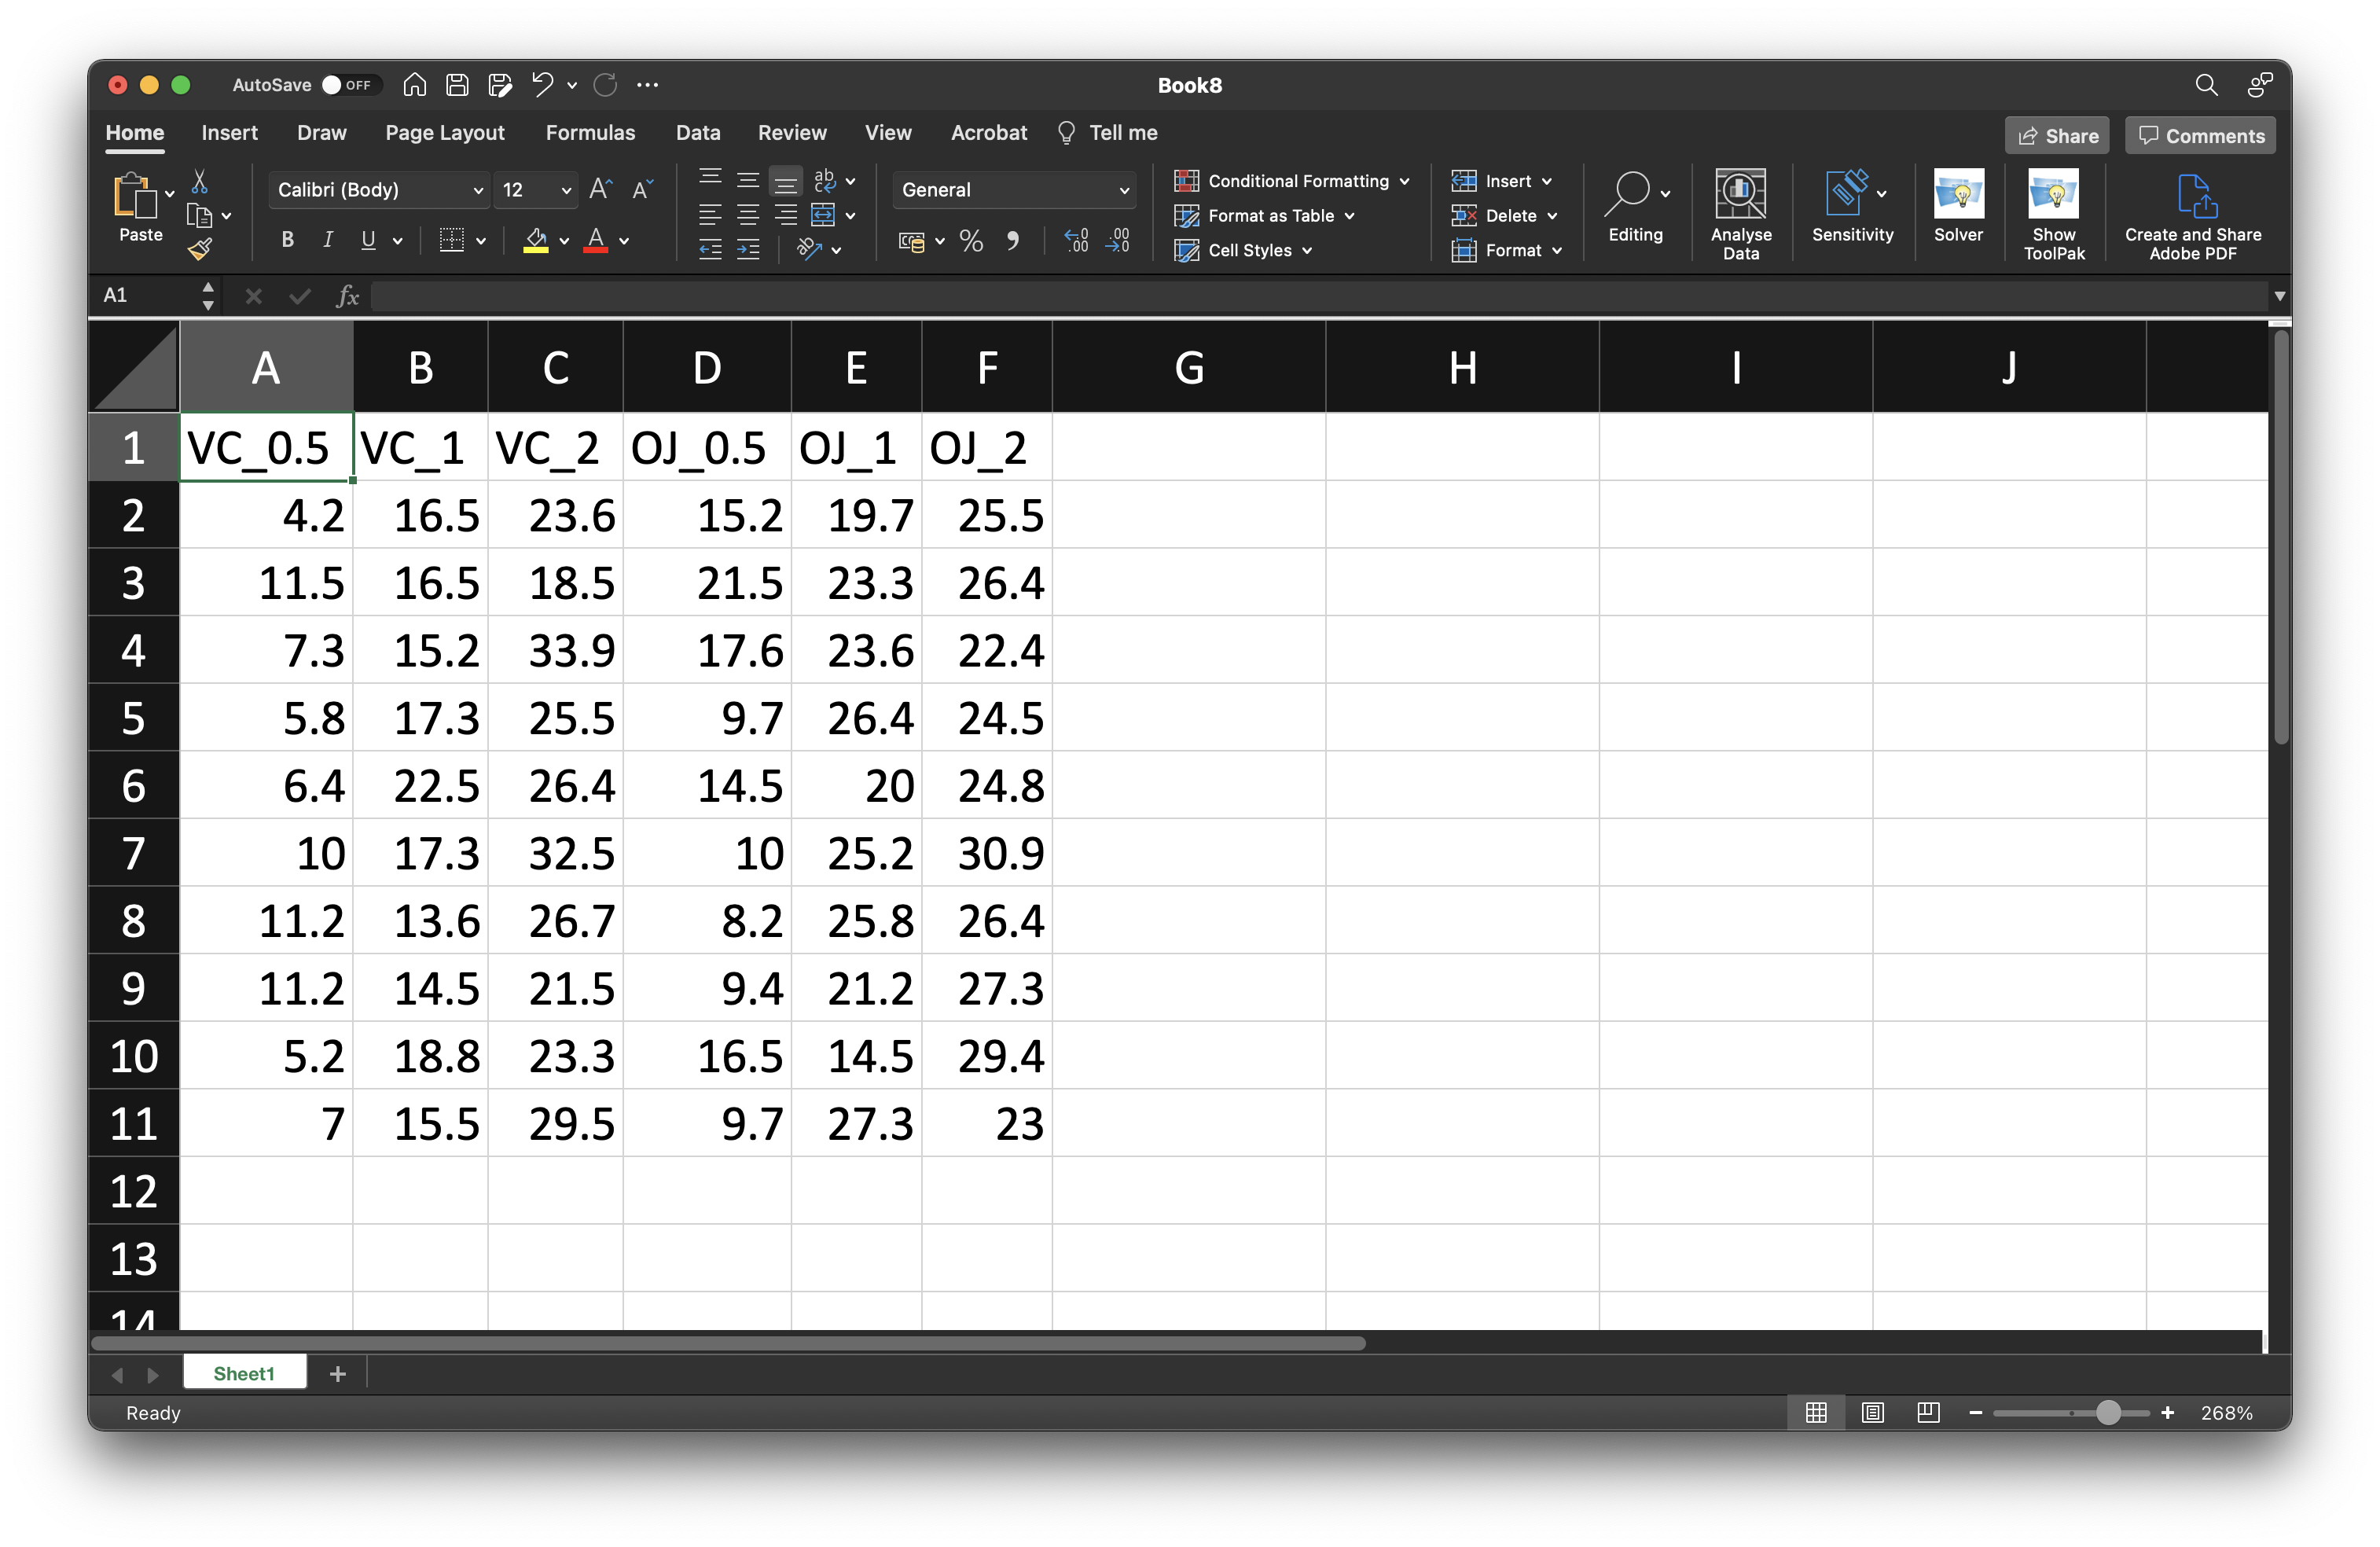 AutoSave OFF Book8
Home Insert Draw Page Layout Formulas Data Review View Acrobat Tell me Share Comments
Paste Calibri (Body) 12 General Conditional Formatting Format as Table Cell Styles Insert Delete Format Editing Analyse Data Sensitivity Solver Show ToolPak Create and Share Adobe PDF
B I U A % 
A1 fx
A B C D E F G H I J
1 VC_0.5 VC_1 VC_2 OJ_0.5 OJ_1 OJ_2
2 4.2 16.5 23.6 15.2 19.7 25.5
3 11.5 16.5 18.5 21.5 23.3 26.4
4 7.3 15.2 33.9 17.6 23.6 22.4
5 5.8 17.3 25.5 9.7 26.4 24.5
6 6.4 22.5 26.4 14.5 20 24.8
7 10 17.3 32.5 10 25.2 30.9
8 11.2 13.6 26.7 8.2 25.8 26.4
9 11.2 14.5 21.5 9.4 21.2 27.3
10 5.2 18.8 23.3 16.5 14.5 29.4
11 7 15.5 29.5 9.7 27.3 23
12
13
14
Sheet1 +
Ready 268%